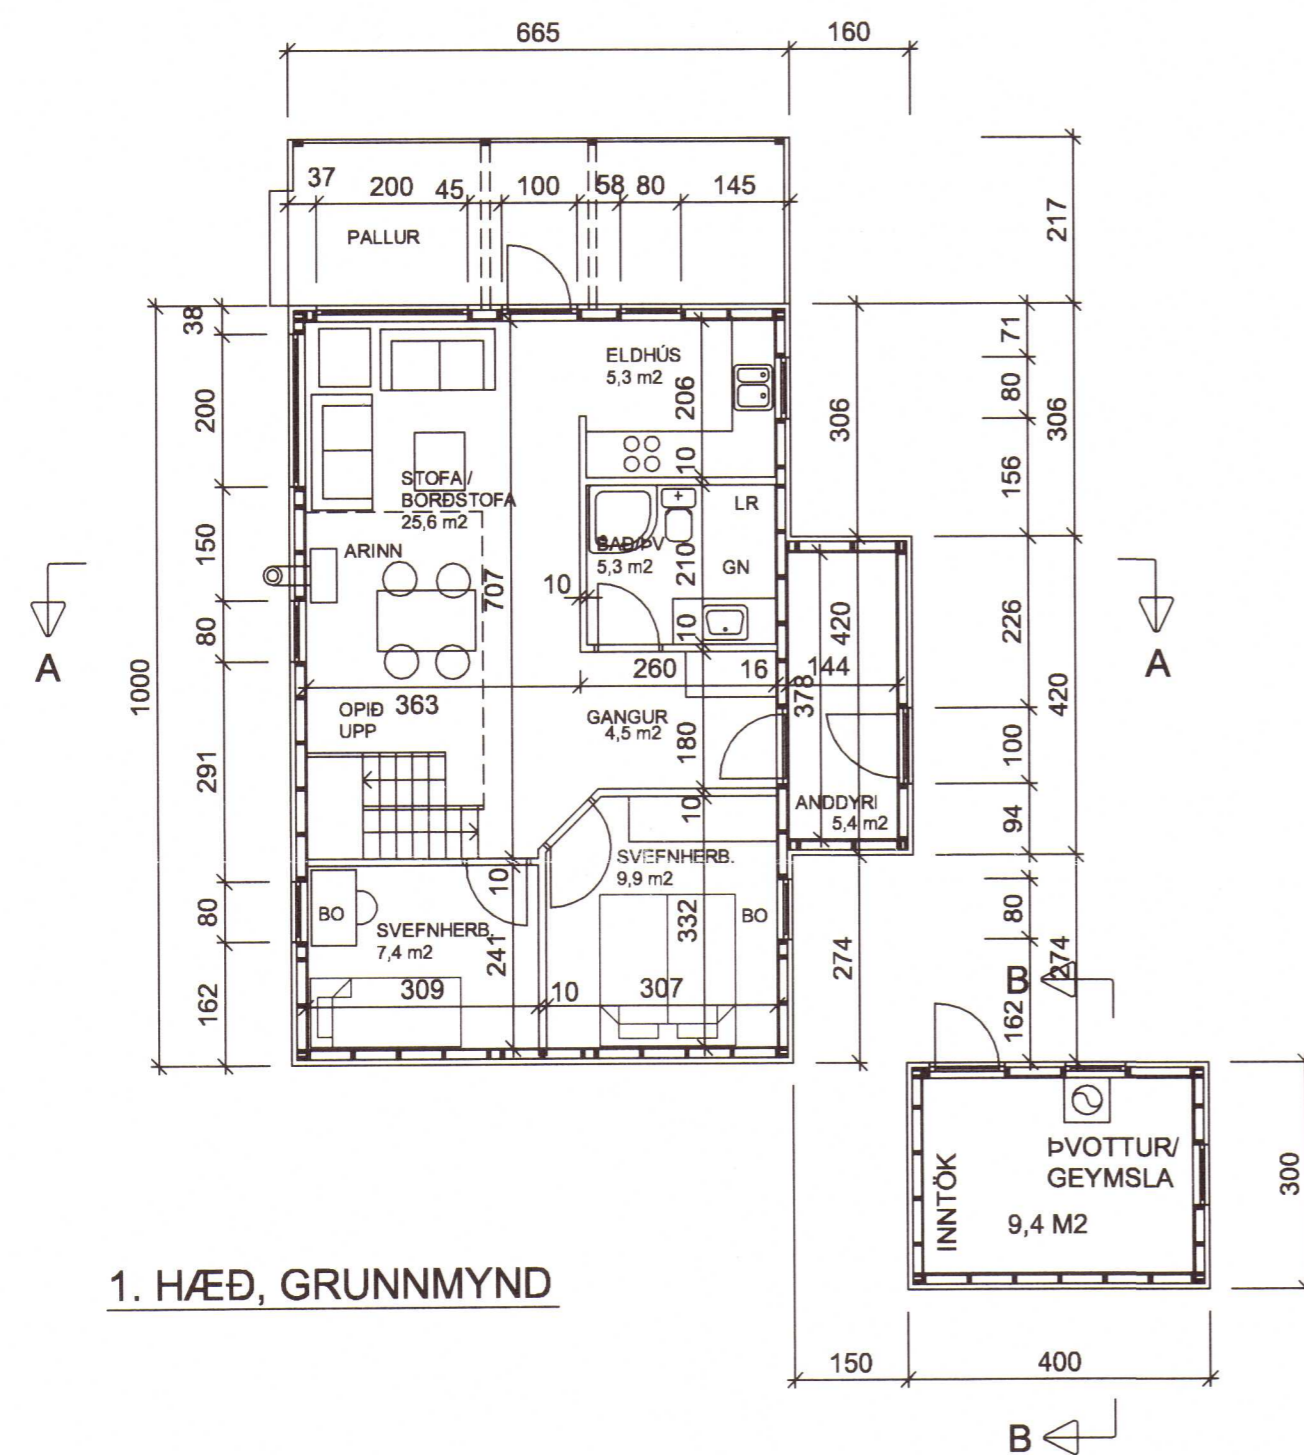 665
160
37
200
45
100
58
80
145
PALLUR
217
38
200
150
80
291
80
162
1000
ELDHÚS
5,3 m2
206
10
STOFA /
BORÐSTOFA
25,6 m2
ARINN
707
LR
BAÐ/ÞV
5,3 m2
210
GN
10
10
260
16
144
363
OPIÐ
UPP
GANGUR
4,5 m2
180
10
420
378
ANDDYRI
5,4 m2
SVEFNHERB.
9,9 m2
332
BO
10
BO
SVEFNHERB.
7,4 m2
241
309
10
307
306
274
71
80
156
226
100
94
80
162
306
420
274
A
A
B
ÞVOTTUR/
GEYMSLA
INNTÖK
9,4 M2
300
1. HÆÐ, GRUNNMYND
150
400
B